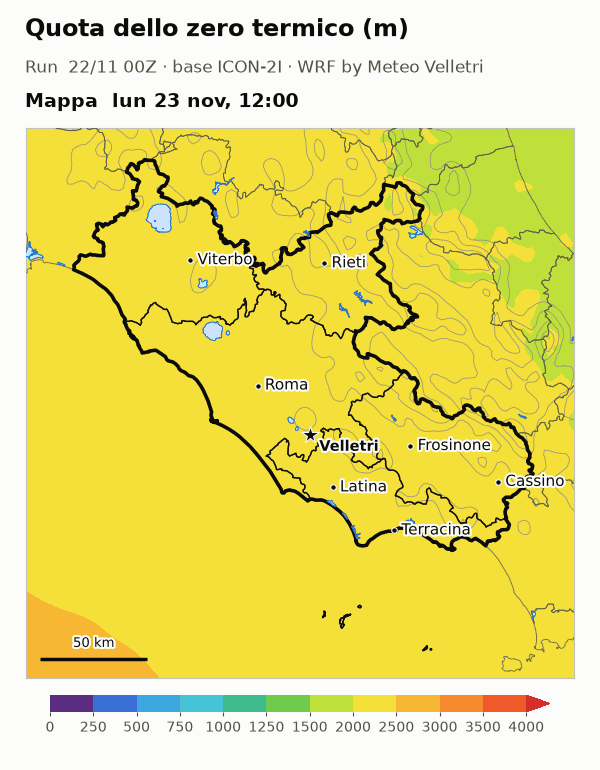 Quota dello zero termico (m)
Run 22/11 00Z · base ICON-2I · WRF by Meteo Velletri
Mappa lun 23 nov, 12:00
Viterbo
Rieti
Roma
Velletri
Frosinone
Cassino
Latina
Terracina
50 km
0 250 500 750 1000 1250 1500 2000 2500 3000 3500 4000